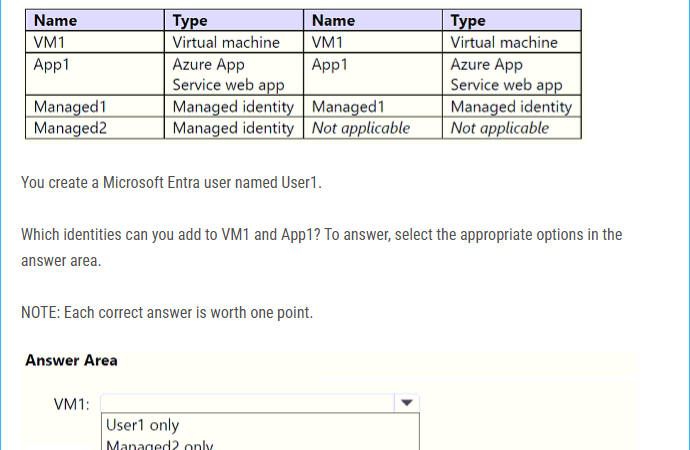 Name Type Name Type
VM1 Virtual machine VM1 Virtual machine
App1 Azure App App1 Azure App
Service web app Service web app
Managed1 Managed identity Managed1 Managed identity
Managed2 Managed identity Not applicable Not applicable
You create a Microsoft Entra user named User1.
Which identities can you add to VM1 and App1? To answer, select the appropriate options in the
answer area.
NOTE: Each correct answer is worth one point.
Answer Area
VM1:
User1 only
Managed2 only